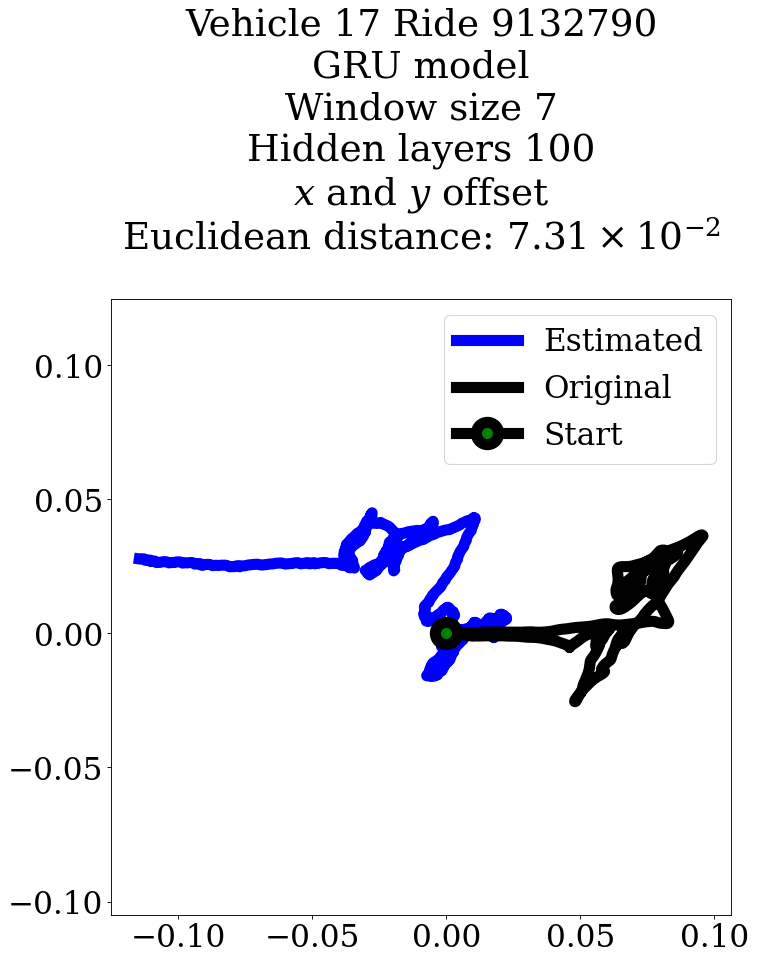 Vehicle 17 Ride 9132790
GRU model
Window size 7
Hidden layers 100
x and y offset
Euclidean distance: 7.31 × 10⁻²
Estimated
Original
Start
0.10
0.05
0.00
−0.05
−0.10
−0.10 −0.05 0.00 0.05 0.10